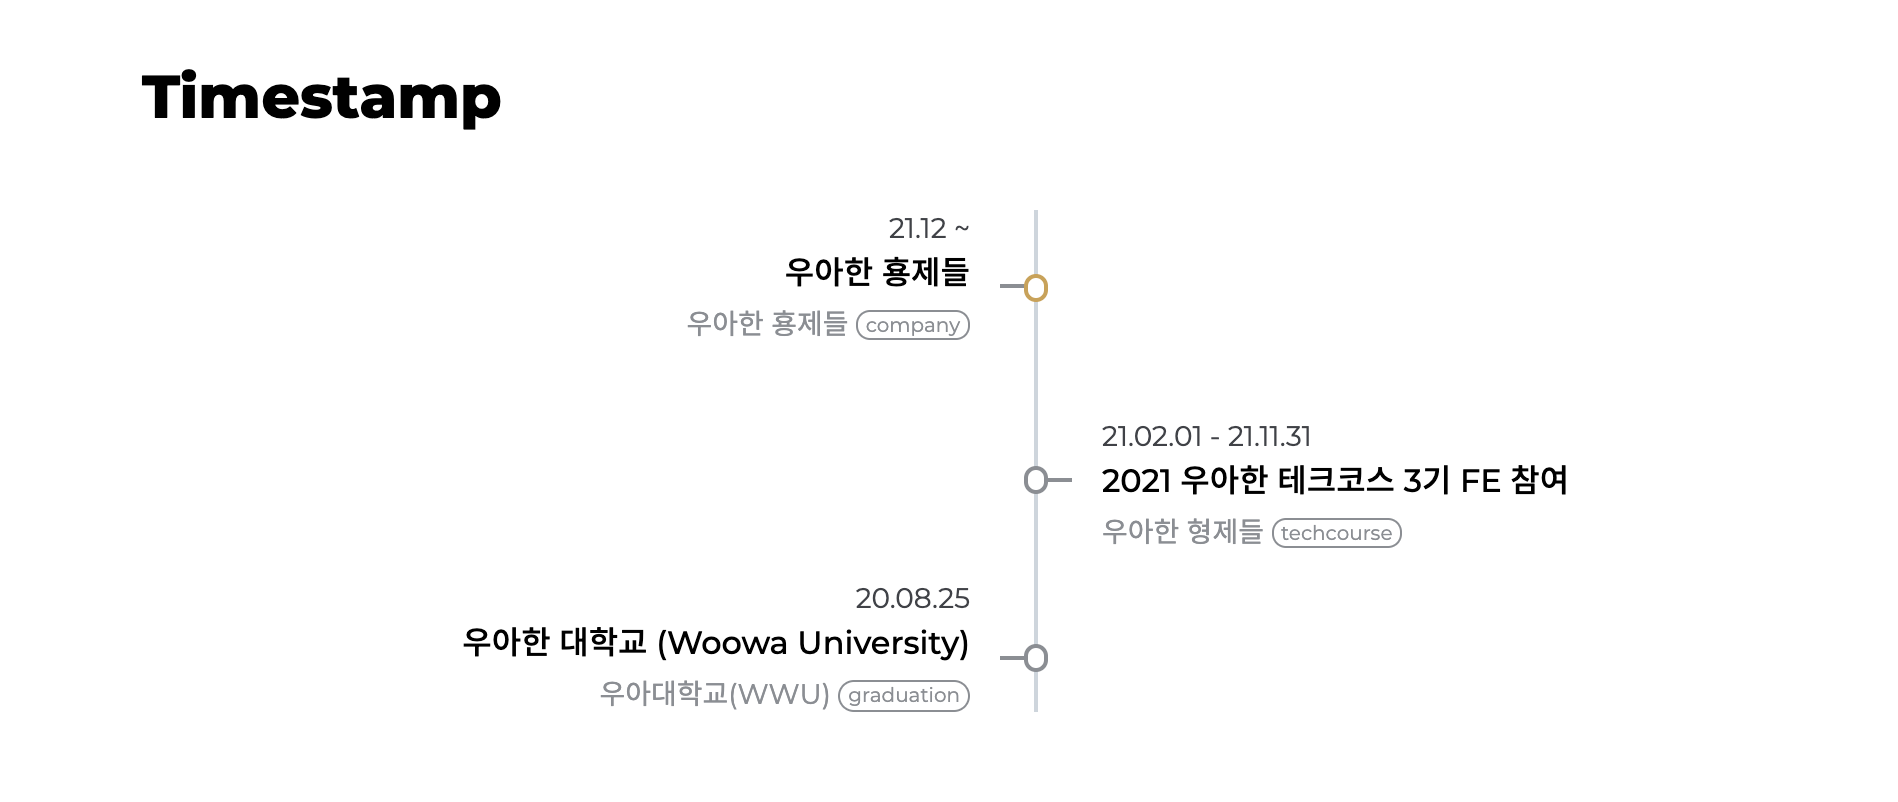 Timestamp
21.12 ~
우아한 횽제들
우아한 횽제들 company
21.02.01 - 21.11.31
2021 우아한 테크코스 3기 FE 참여
우아한 형제들 techcourse
20.08.25
우아한 대학교 (Woowa University)
우아대학교(WWU) graduation